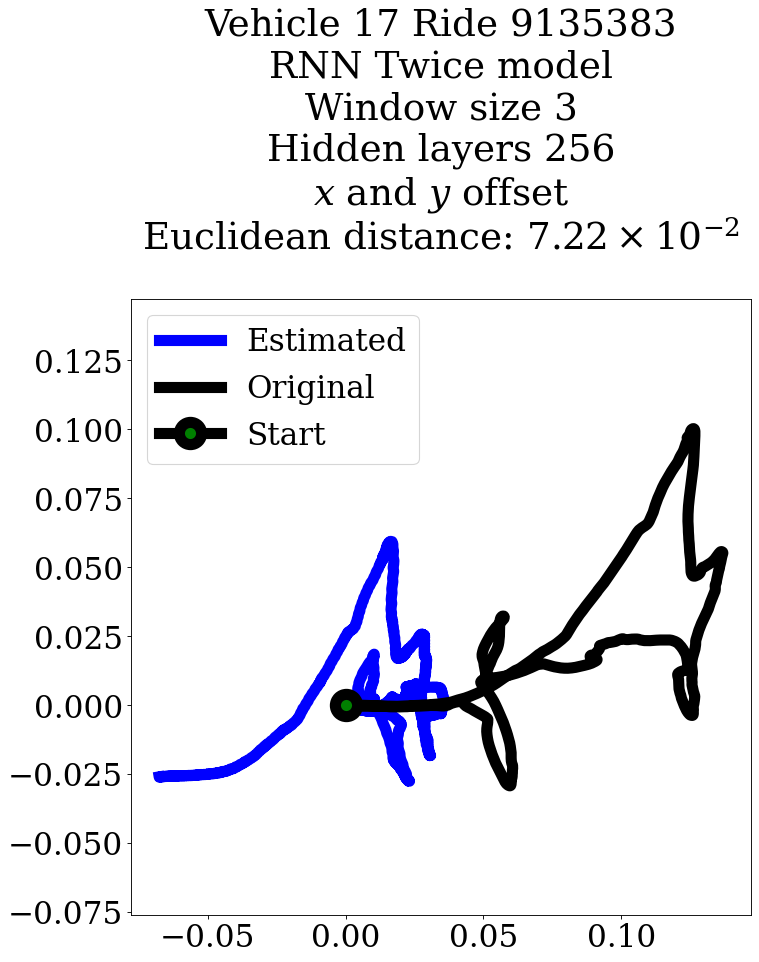 Vehicle 17 Ride 9135383
RNN Twice model
Window size 3
Hidden layers 256
x and y offset
Euclidean distance: 7.22 × 10⁻²
Estimated
Original
Start
0.125
0.100
0.075
0.050
0.025
0.000
−0.025
−0.050
−0.075
−0.05 0.00 0.05 0.10